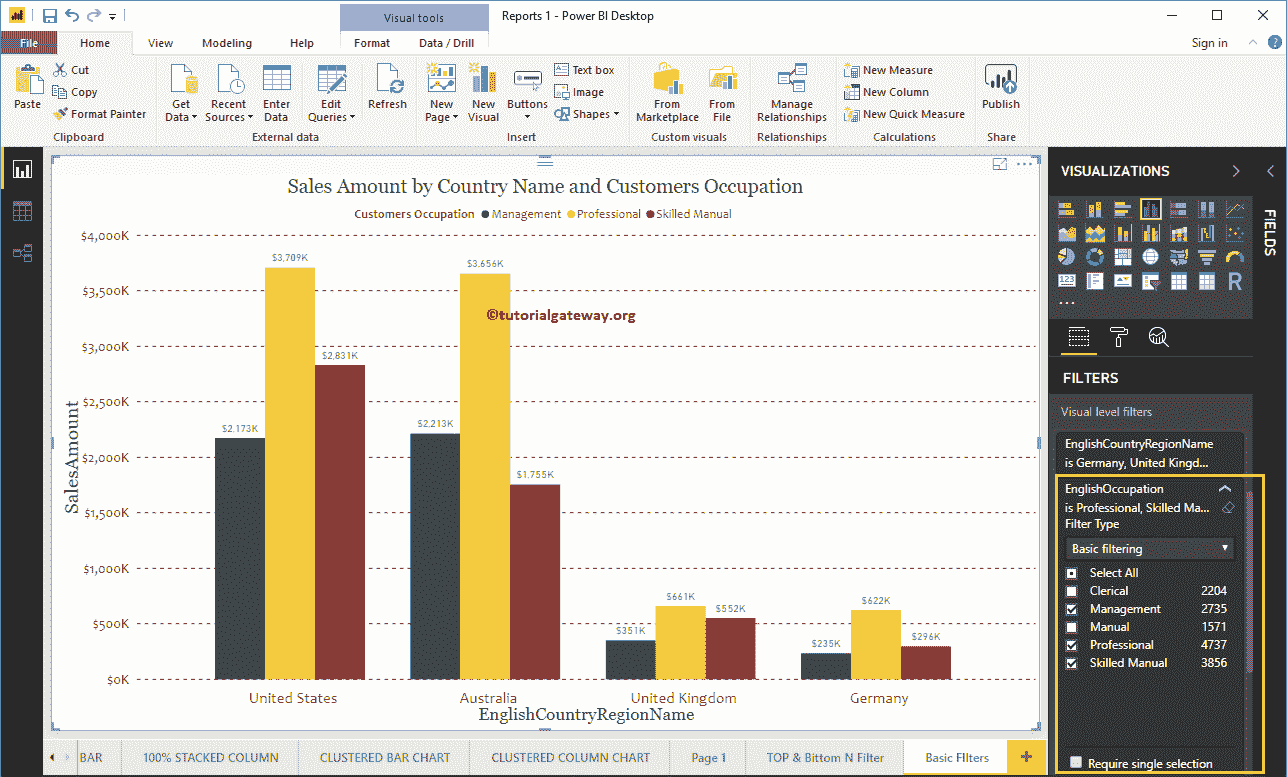 Visual tools
Reports 1 - Power BI Desktop
File
Home
View
Modeling
Help
Format
Data / Drill
Sign in
Paste
Cut
Copy
Format Painter
Clipboard
Get Data
Recent Sources
Enter Data
Edit Queries
External data
Refresh
New Page
New Visual
Buttons
Text box
Image
Shapes
Insert
From Marketplace
From File
Custom visuals
Manage Relationships
Relationships
New Measure
New Column
New Quick Measure
Calculations
Publish
Share
Sales Amount by Country Name and Customers Occupation
Customers Occupation Management Professional Skilled Manual
©tutorialgateway.org
SalesAmount
$4,000K
$3,500K
$3,000K
$2,500K
$2,000K
$1,500K
$1,000K
$500K
$0K
$2,173K
$3,709K
$2,831K
$2,213K
$3,656K
$1,755K
$351K
$661K
$552K
$235K
$622K
$296K
United States
Australia
United Kingdom
Germany
EnglishCountryRegionName
VISUALIZATIONS
FIELDS
123
R
FILTERS
Visual level filters
EnglishCountryRegionName
is Germany, United Kingd...
EnglishOccupation
is Professional, Skilled Ma...
Filter Type
Basic filtering
Select All
Clerical 2204
Management 2735
Manual 1571
Professional 4737
Skilled Manual 3856
Require single selection
BAR
100% STACKED COLUMN
CLUSTERED BAR CHART
CLUSTERED COLUMN CHART
Page 1
TOP & Bittom N Filter
Basic FIlters